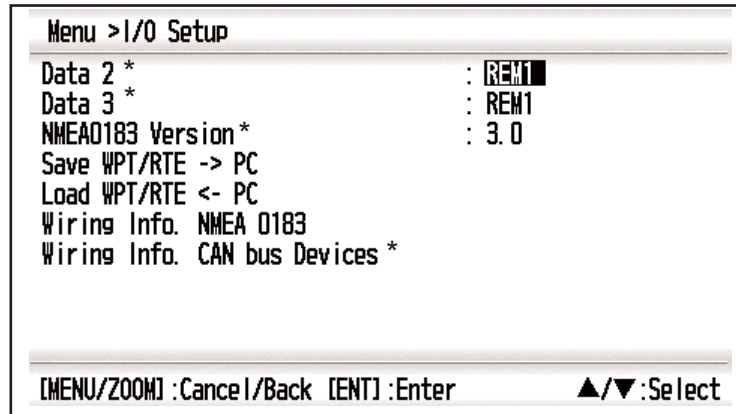 Menu >I/O Setup
Data 2 * : REM1
Data 3 * : REM1
NMEA0183 Version* : 3.0
Save WPT/RTE -> PC
Load WPT/RTE <- PC
Wiring Info. NMEA 0183
Wiring Info. CAN bus Devices *
[MENU/ZOOM]:Cancel/Back [ENT]:Enter ▲/▼:Select